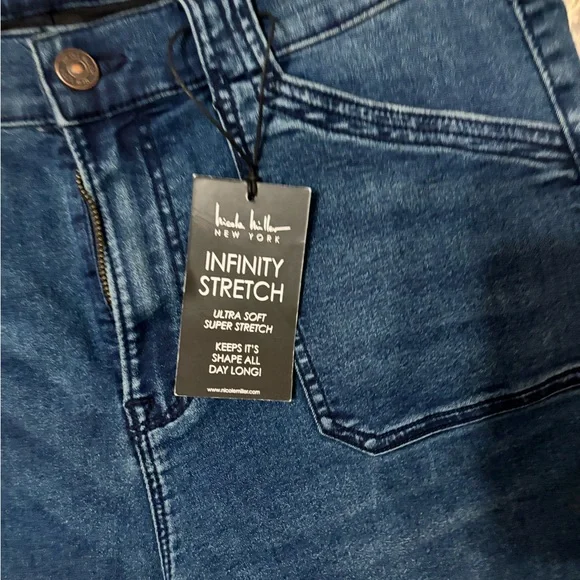 Nicole Miller
NEW YORK
INFINITY
STRETCH
ULTRA SOFT
SUPER STRETCH
KEEPS IT'S
SHAPE ALL
DAY LONG!
www.nicolemiller.com